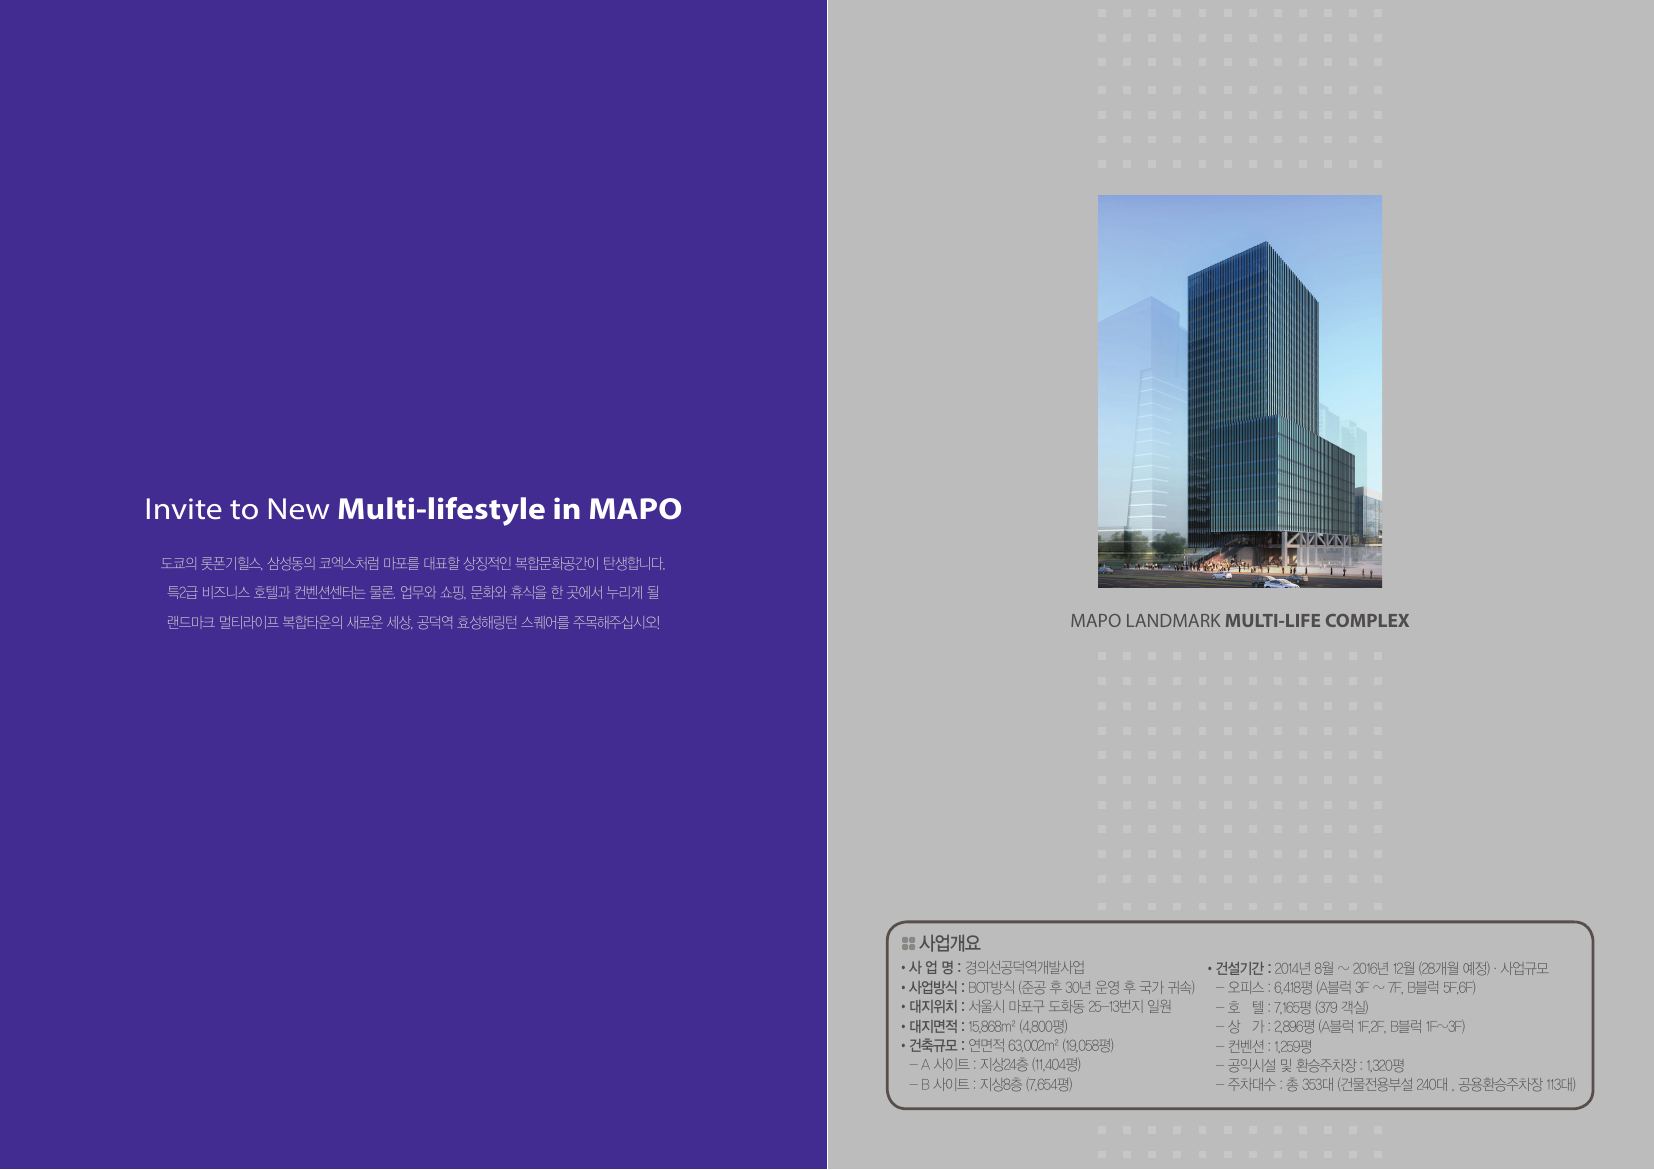 Invite to New Multi-lifestyle in MAPO
도쿄의 롯폰기힐스, 삼성동의 코엑스처럼 마포를 대표할 상징적인 복합문화공간이 탄생합니다.
특2급 비즈니스 호텔과 컨벤션센터는 물론, 업무와 쇼핑, 문화와 휴식을 한 곳에서 누리게 될
랜드마크 멀티라이프 복합타운의 새로운 세상, 공덕역 효성해링턴 스퀘어를 주목해주십시오!
MAPO LANDMARK MULTI-LIFE COMPLEX
사업개요
• 사 업 명 : 경의선공덕역개발사업
• 사업방식 : BOT방식 (준공 후 30년 운영 후 국가 귀속)
• 대지위치 : 서울시 마포구 도화동 25-13번지 일원
• 대지면적 : 15,868m² (4,800평)
• 건축규모 : 연면적 63,002m² (19,058평)
– A 사이트 : 지상24층 (11,404평)
– B 사이트 : 지상8층 (7,654평)
• 건설기간 : 2014년 8월 ~ 2016년 12월 (28개월 예정) · 사업규모
– 오피스 : 6,418평 (A블럭 3F ~ 7F, B블럭 5F,6F)
– 호 텔 : 7,165평 (379 객실)
– 상 가 : 2,896평 (A블럭 1F,2F, B블럭 1F~3F)
– 컨벤션 : 1,259평
– 공익시설 및 환승주차장 : 1,320평
– 주차대수 : 총 353대 (건물전용부설 240대 , 공용환승주차장 113대)